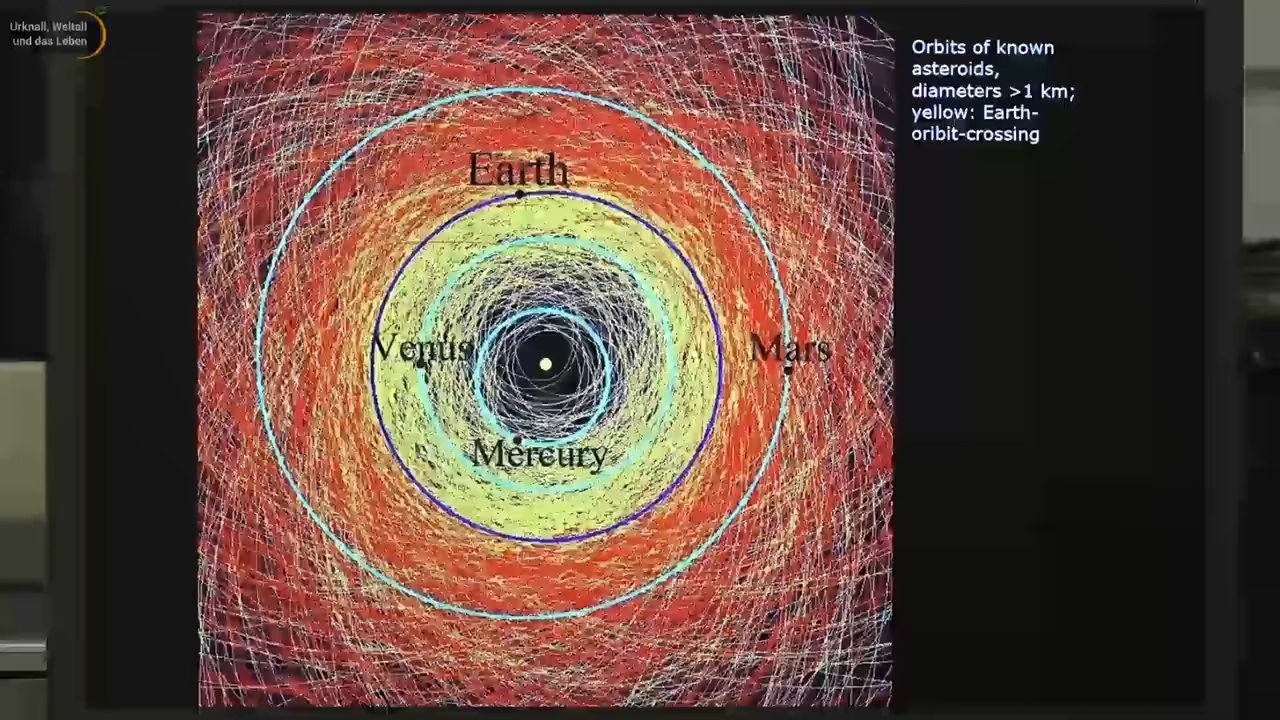 Urknall, Weltall
und das Leben
Orbits of known
asteroids,
diameters >1 km;
yellow: Earth-
oribit-crossing
Earth
Venus
Mars
Mercury